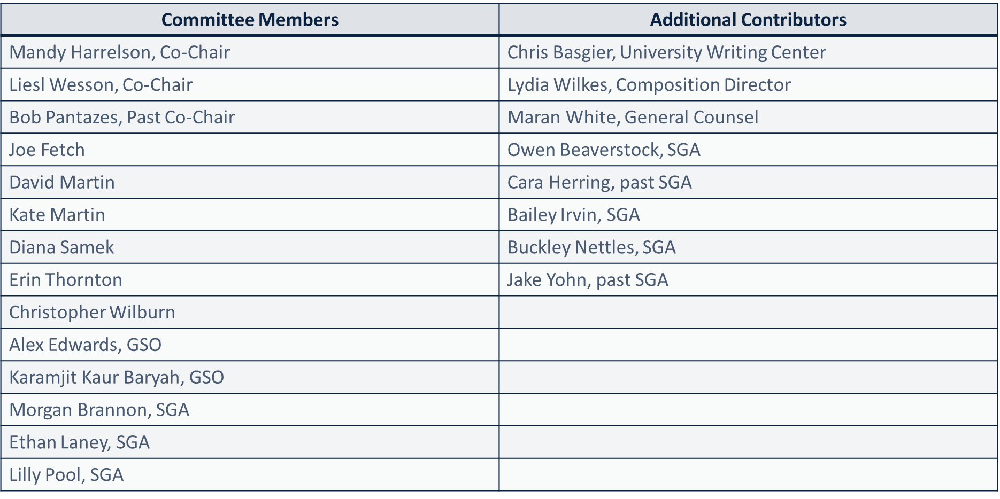 Committee Members Additional Contributors
Mandy Harrelson, Co-Chair Chris Basgier, University Writing Center
Liesl Wesson, Co-Chair Lydia Wilkes, Composition Director
Bob Pantazes, Past Co-Chair Maran White, General Counsel
Joe Fetch Owen Beaverstock, SGA
David Martin Cara Herring, past SGA
Kate Martin Bailey Irvin, SGA
Diana Samek Buckley Nettles, SGA
Erin Thornton Jake Yohn, past SGA
Christopher Wilburn
Alex Edwards, GSO
Karamjit Kaur Baryah, GSO
Morgan Brannon, SGA
Ethan Laney, SGA
Lilly Pool, SGA